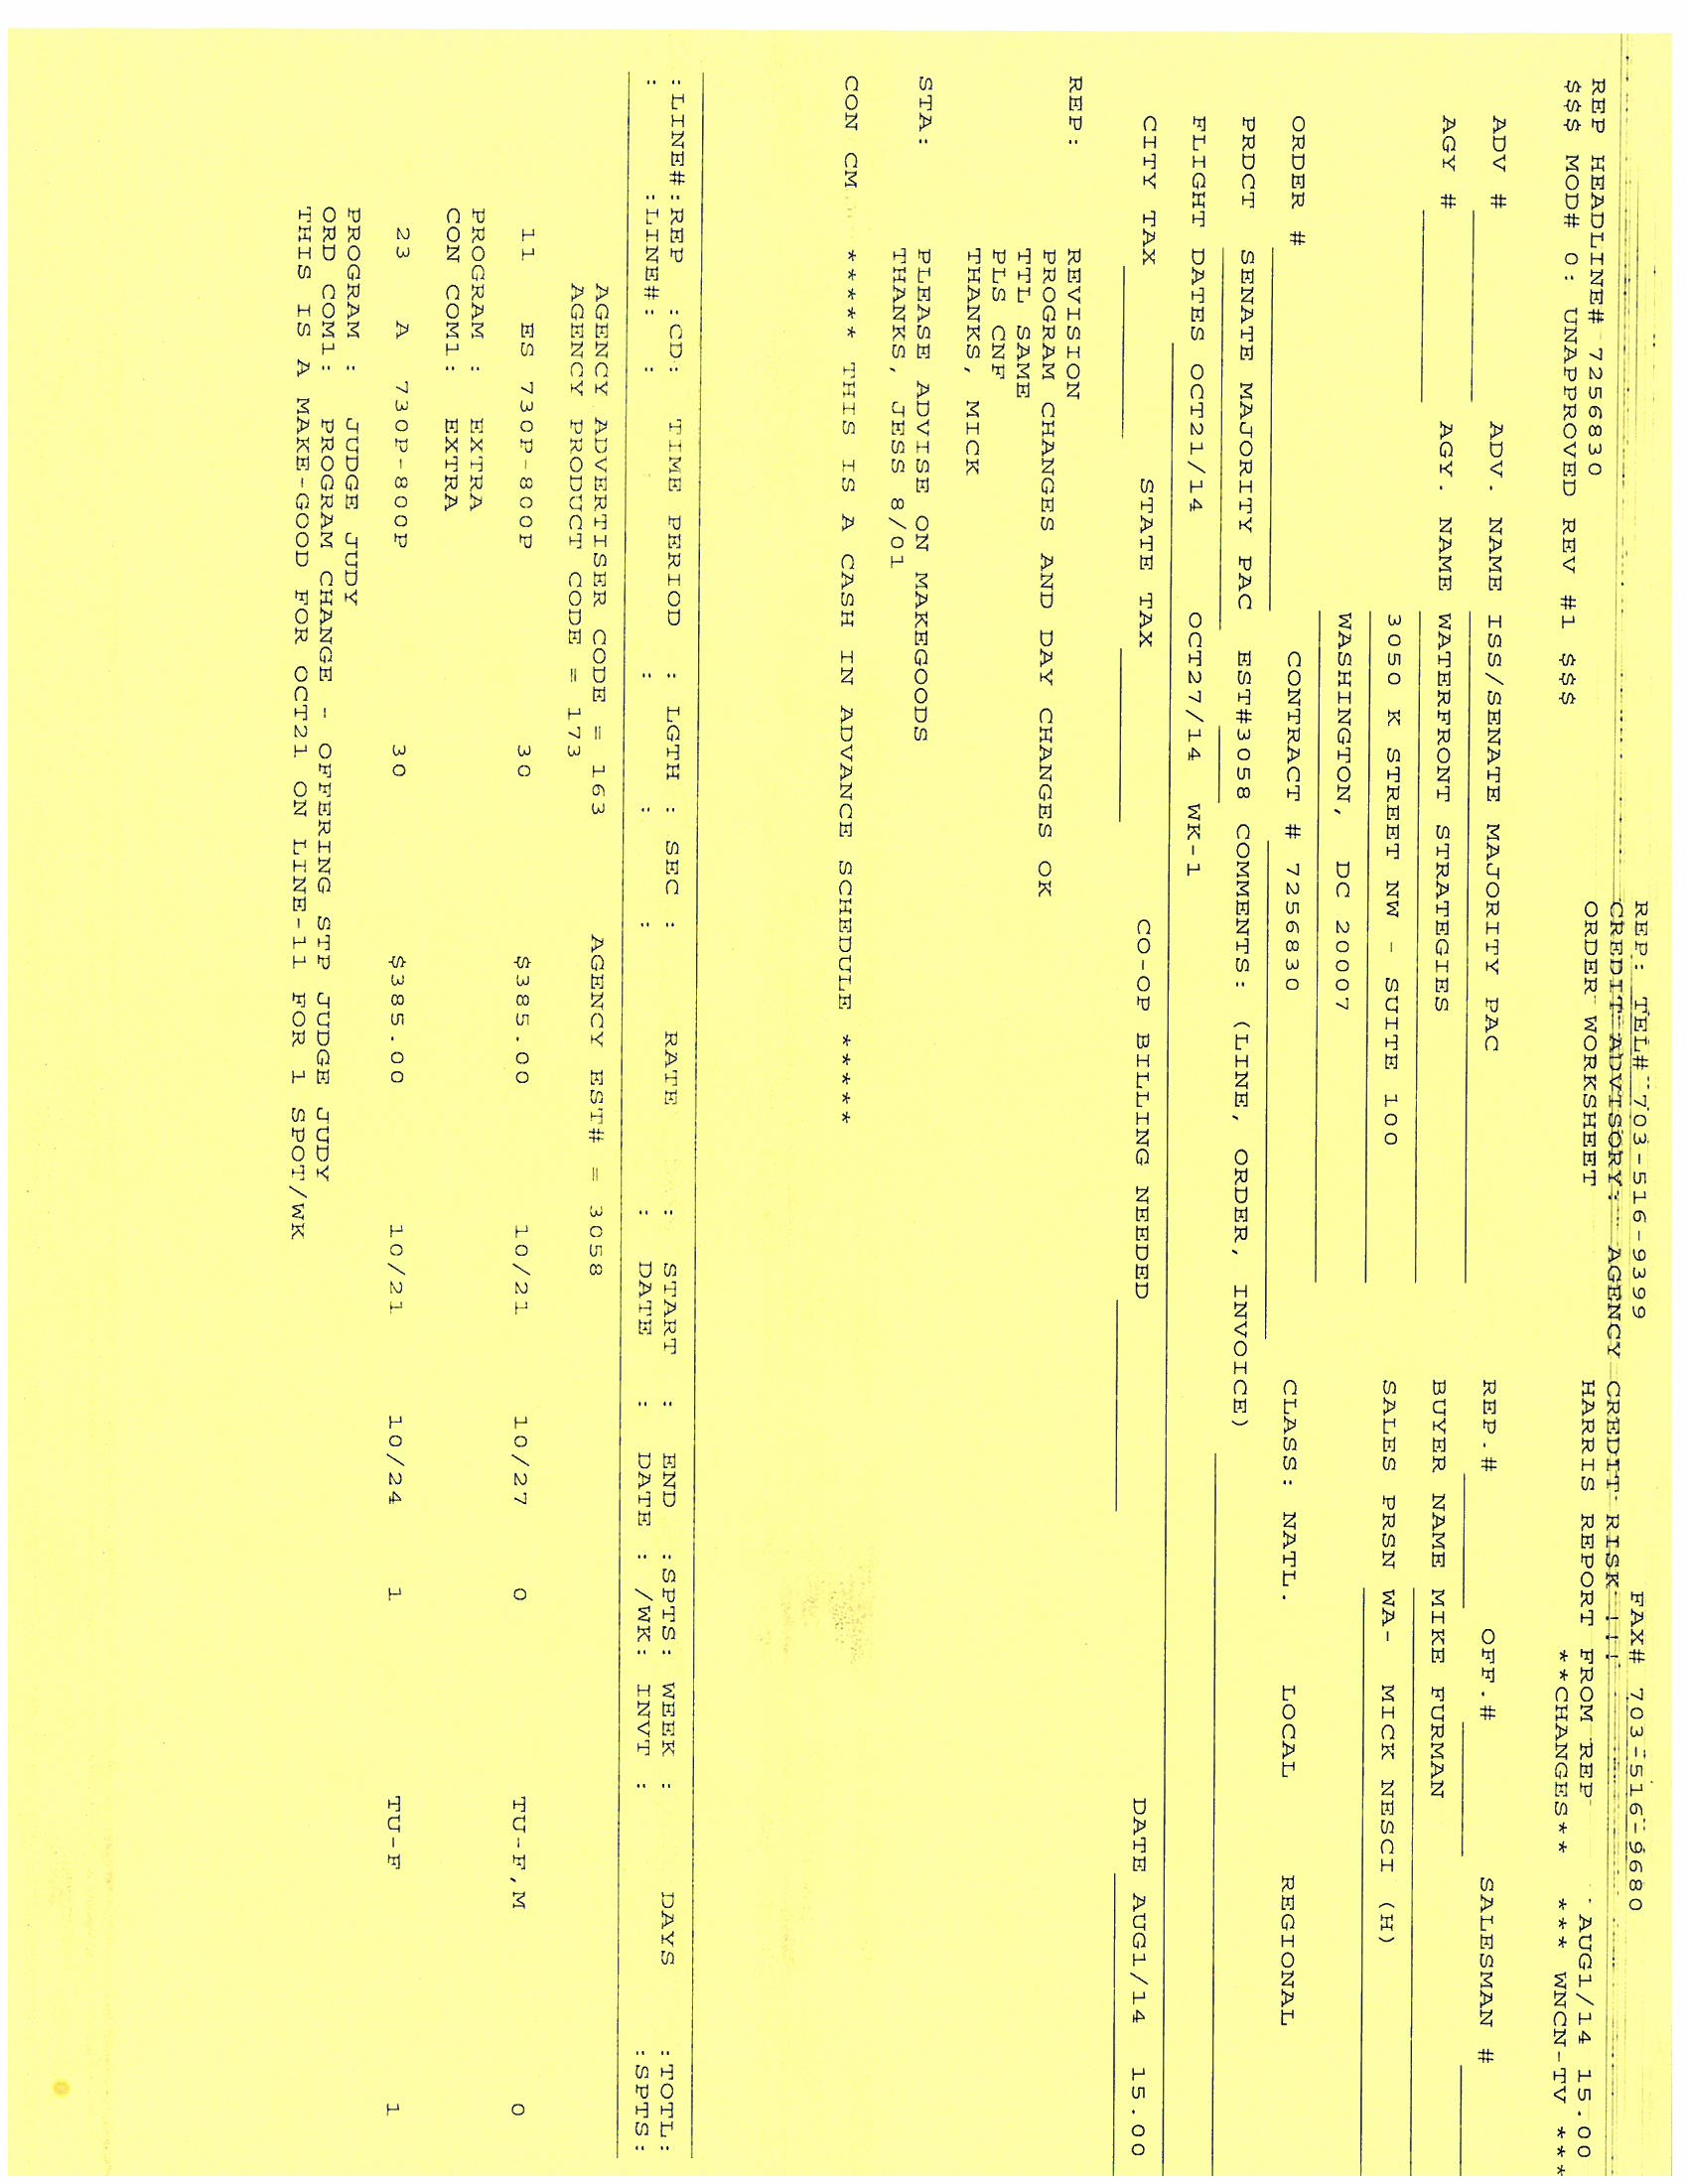 REP: TEL# 703-516-9399 FAX# 703-516-9680
CREDIT ADVISORY: AGENCY CREDIT RISK !!!
ORDER WORKSHEET HARRIS REPORT FROM REP AUG1/14 15.00
REP HEADLINE# 7256830 **CHANGES** *** WNCN-TV ***
$$$ MOD# 0: UNAPPROVED REV #1 $$$
ADV # ADV. NAME ISS/SENATE MAJORITY PAC REP.# OFF.# SALESMAN #
AGY # AGY. NAME WATERFRONT STRATEGIES BUYER NAME MIKE FURMAN
3050 K STREET NW - SUITE 100 SALES PRSN WA- MICK NESCI (H)
WASHINGTON, DC 20007
ORDER # CONTRACT # 7256830 CLASS: NATL. LOCAL REGIONAL
PRDCT SENATE MAJORITY PAC EST#3058 COMMENTS: (LINE, ORDER, INVOICE)
FLIGHT DATES OCT21/14 OCT27/14 WK-1
CITY TAX STATE TAX CO-OP BILLING NEEDED DATE AUG1/14 15.00
REP: REVISION
PROGRAM CHANGES AND DAY CHANGES OK
TTL SAME
PLS CNF
THANKS, MICK
STA: PLEASE ADVISE ON MAKEGOODS
THANKS, JESS 8/01
CON CM ***** THIS IS A CASH IN ADVANCE SCHEDULE *****
:LINE#:REP :CD: TIME PERIOD : LGTH : SEC : RATE : START : END :SPTS: WEEK : DAYS :TOTL:
: :LINE#: : : : : : DATE : DATE : /WK: INVT : :SPTS:
AGENCY ADVERTISER CODE = 163 AGENCY EST# = 3058
AGENCY PRODUCT CODE = 173
11 ES 730P-800P 30 $385.00 10/21 10/27 0 TU-F,M 0
PROGRAM : EXTRA
CON COM1: EXTRA
23 A 730P-800P 30 $385.00 10/21 10/24 1 TU-F 1
PROGRAM : JUDGE JUDY
ORD COM1: PROGRAM CHANGE - OFFERING STP JUDGE JUDY
THIS IS A MAKE-GOOD FOR OCT21 ON LINE-11 FOR 1 SPOT/WK